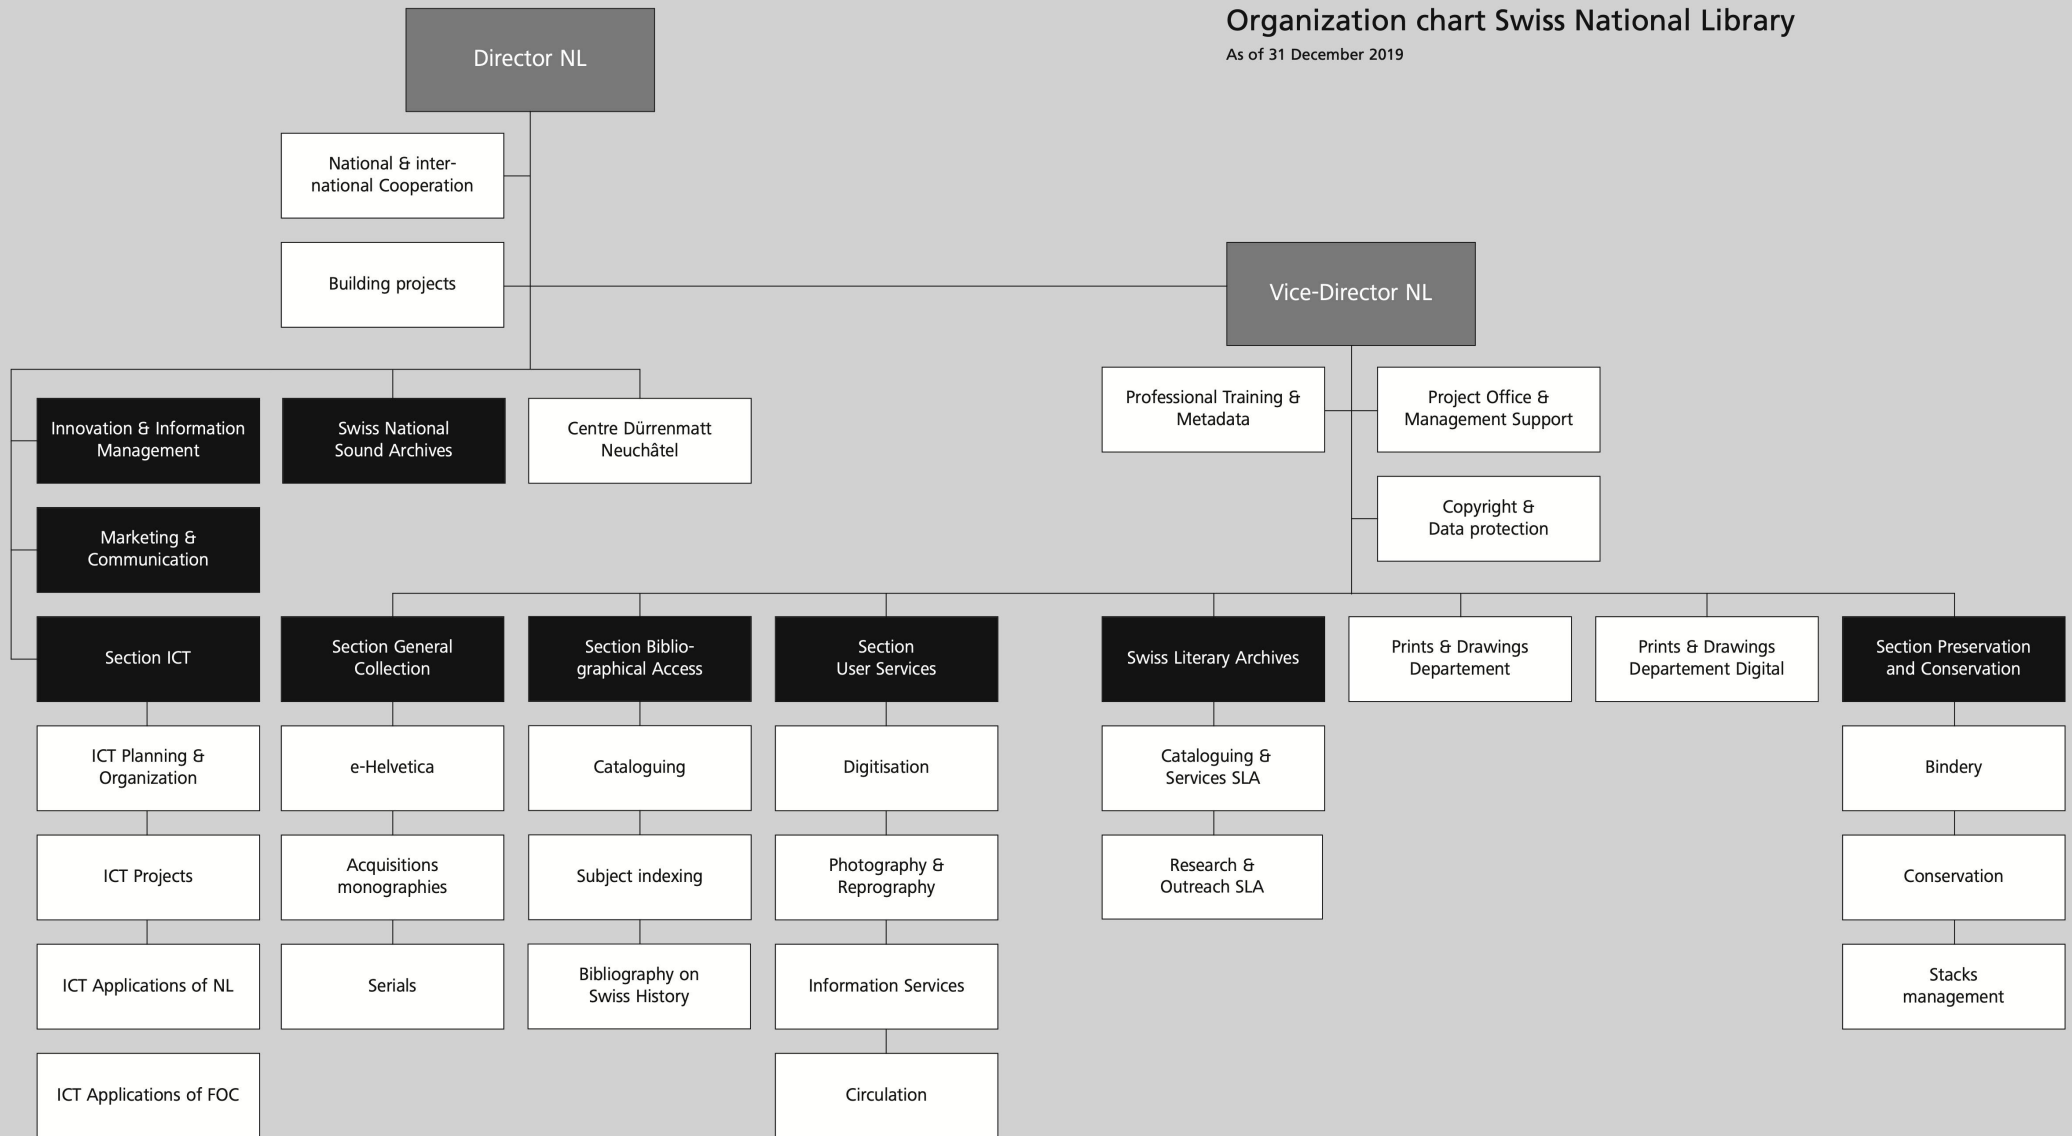 Organization chart Swiss National Library
As of 31 December 2019
Director NL
National & inter-
national Cooperation
Building projects
Vice-Director NL
Innovation & Information
Management
Swiss National
Sound Archives
Centre Dürrenmatt
Neuchâtel
Professional Training &
Metadata
Project Office &
Management Support
Marketing &
Communication
Copyright &
Data protection
Section ICT
Section General
Collection
Section Biblio-
graphical Access
Section
User Services
Swiss Literary Archives
Prints & Drawings
Departement
Prints & Drawings
Departement Digital
Section Preservation
and Conservation
ICT Planning &
Organization
e-Helvetica
Cataloguing
Digitisation
Cataloguing &
Services SLA
Bindery
ICT Projects
Acquisitions
monographies
Subject indexing
Photography &
Reprography
Research &
Outreach SLA
Conservation
ICT Applications of NL
Serials
Bibliography on
Swiss History
Information Services
Stacks
management
ICT Applications of FOC
Circulation